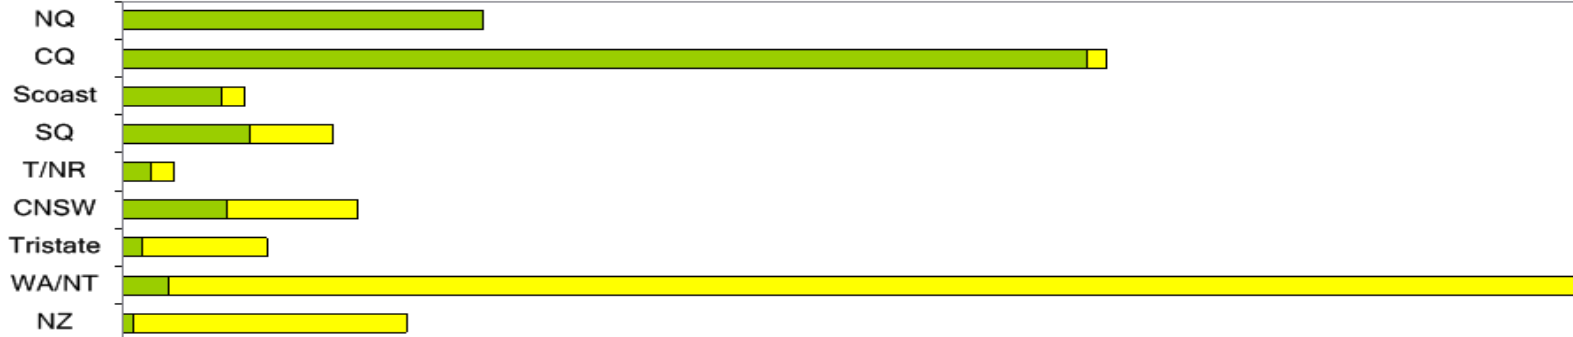 NQ
CQ
Scoast
SQ
T/NR
CNSW
Tristate
WA/NT
NZ